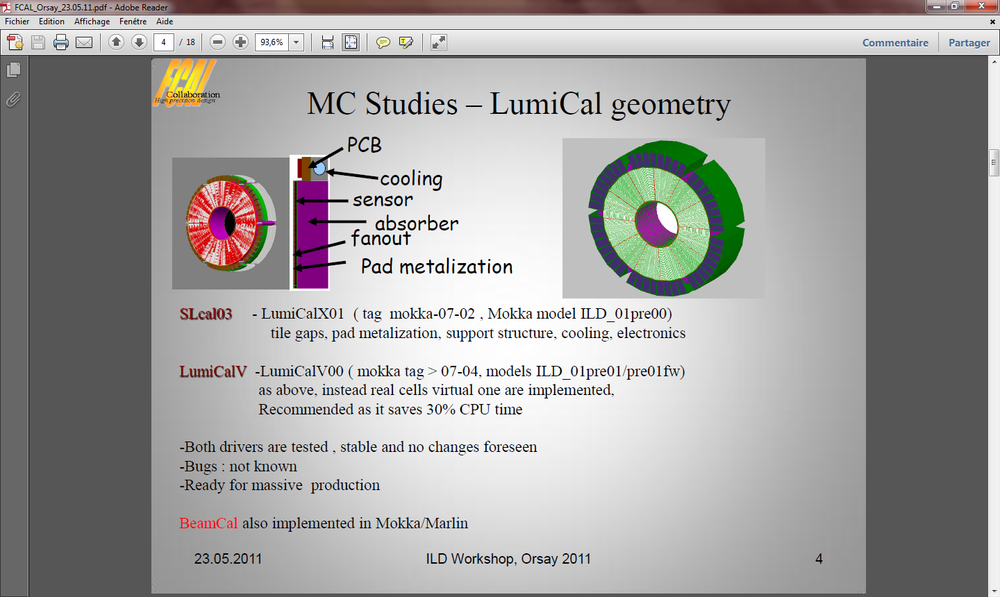 FCAL_Orsay_23.05.11.pdf - Adobe Reader
Fichier Edition Affichage Fenêtre Aide
4 / 18 93,6% Commentaire Partager
FCAL
Collaboration
High precision design
MC Studies – LumiCal geometry
PCB
cooling
sensor
absorber
fanout
Pad metalization
SLcal03 - LumiCalX01 ( tag mokka-07-02 , Mokka model ILD_01pre00)
tile gaps, pad metalization, support structure, cooling, electronics
LumiCalV -LumiCalV00 ( mokka tag > 07-04, models ILD_01pre01/pre01fw)
as above, instead real cells virtual one are implemented,
Recommended as it saves 30% CPU time
-Both drivers are tested , stable and no changes foreseen
-Bugs : not known
-Ready for massive production
BeamCal also implemented in Mokka/Marlin
23.05.2011 ILD Workshop, Orsay 2011 4